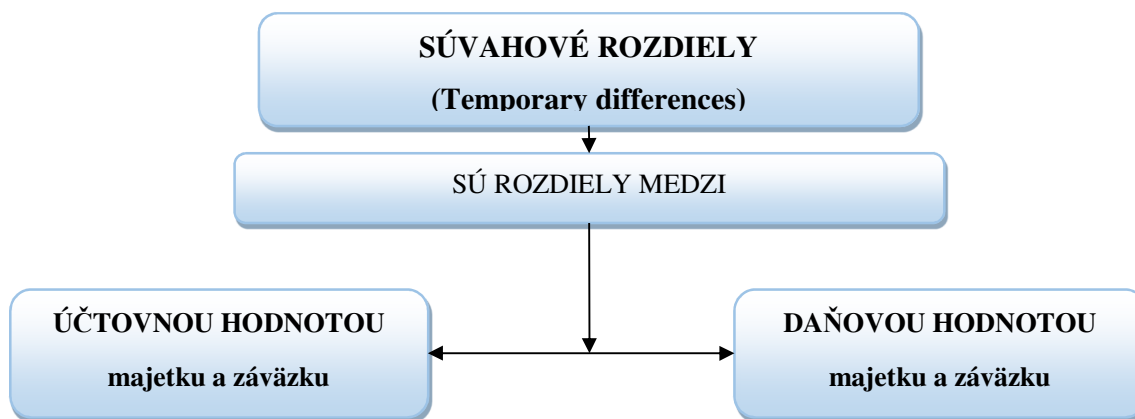 SÚVAHOVÉ ROZDIELY
(Temporary differences)
SÚ ROZDIELY MEDZI
ÚČTOVNOU HODNOTOU
majetku a záväzku
DAŇOVOU HODNOTOU
majetku a záväzku